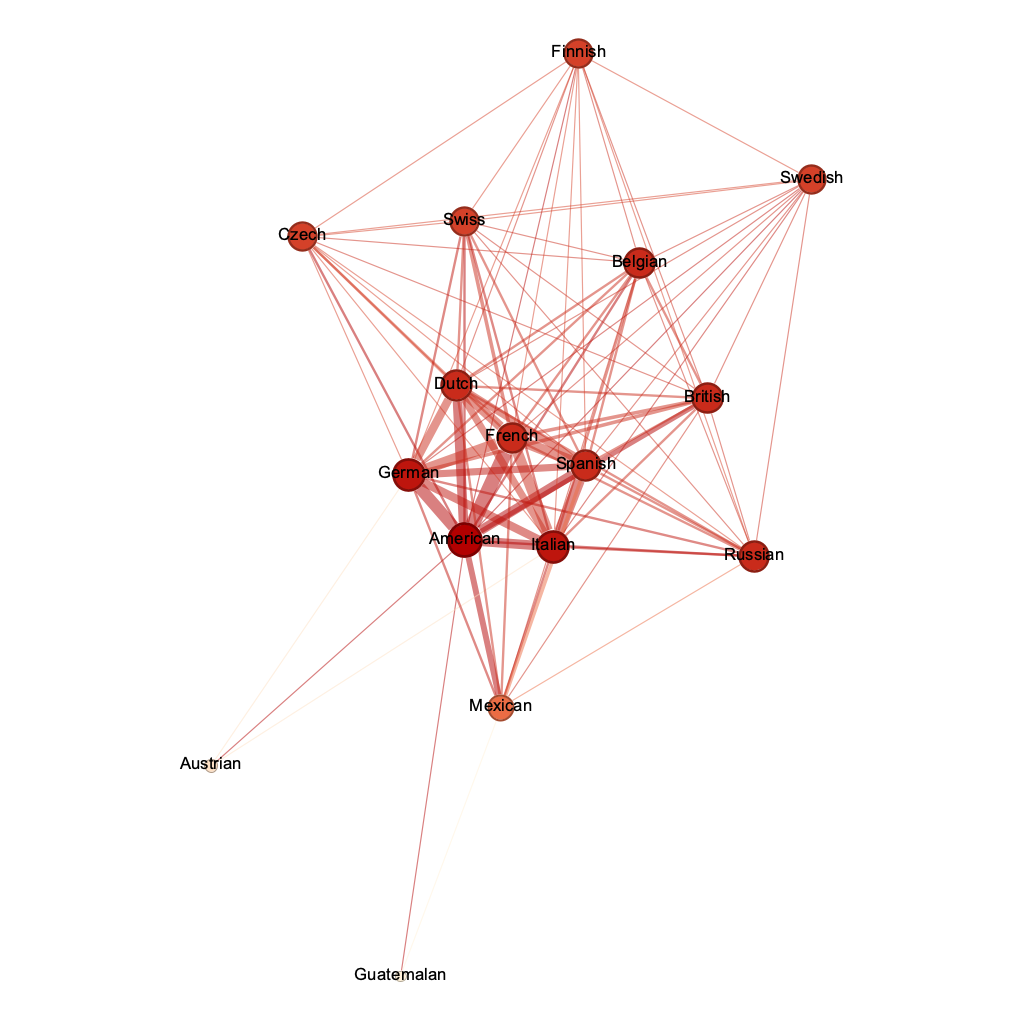 Finnish
Swedish
Swiss
Czech
Belgian
Dutch
British
French
Spanish
German
American
Italian
Russian
Mexican
Austrian
Guatemalan